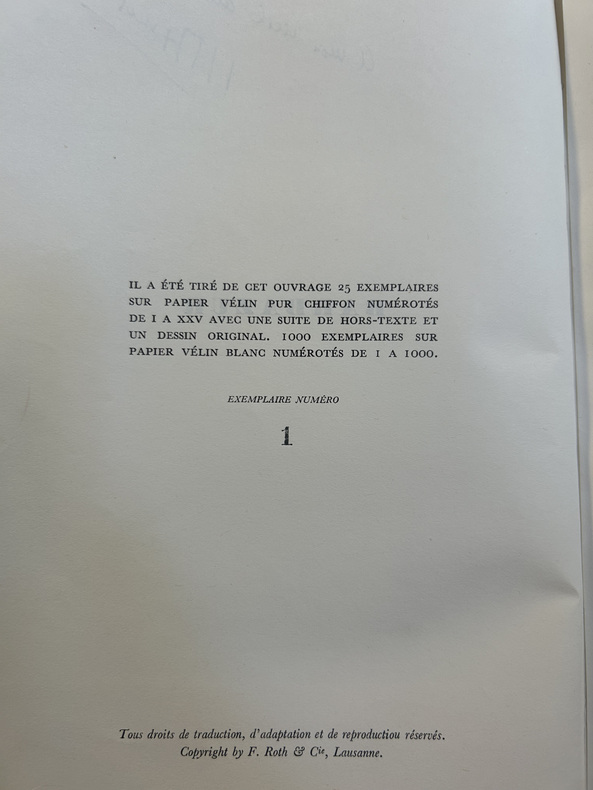 IL A ÉTÉ TIRÉ DE CET OUVRAGE 25 EXEMPLAIRES
SUR PAPIER VÉLIN PUR CHIFFON NUMÉROTÉS
DE I A XXV AVEC UNE SUITE DE HORS-TEXTE ET
UN DESSIN ORIGINAL. 1000 EXEMPLAIRES SUR
PAPIER VÉLIN BLANC NUMÉROTÉS DE 1 A 1000.
EXEMPLAIRE NUMÉRO
1
Tous droits de traduction, d'adaptation et de reproductiou réservés.
Copyright by F. Roth & Cie, Lausanne.